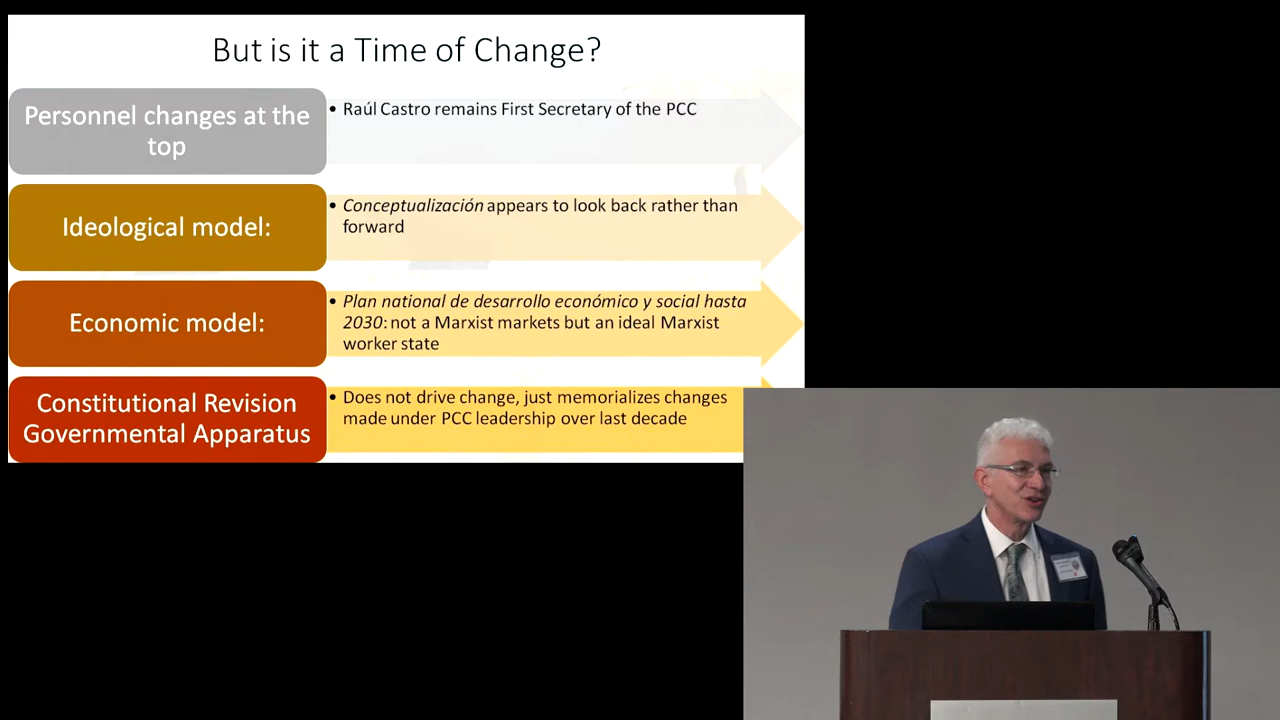 But is it a Time of Change?
Personnel changes at the
top
• Raúl Castro remains First Secretary of the PCC
Ideological model:
• Conceptualización appears to look back rather than
forward
Economic model:
• Plan national de desarrollo económico y social hasta
2030: not a Marxist markets but an ideal Marxist
worker state
Constitutional Revision
Governmental Apparatus
• Does not drive change, just memorializes changes
made under PCC leadership over last decade